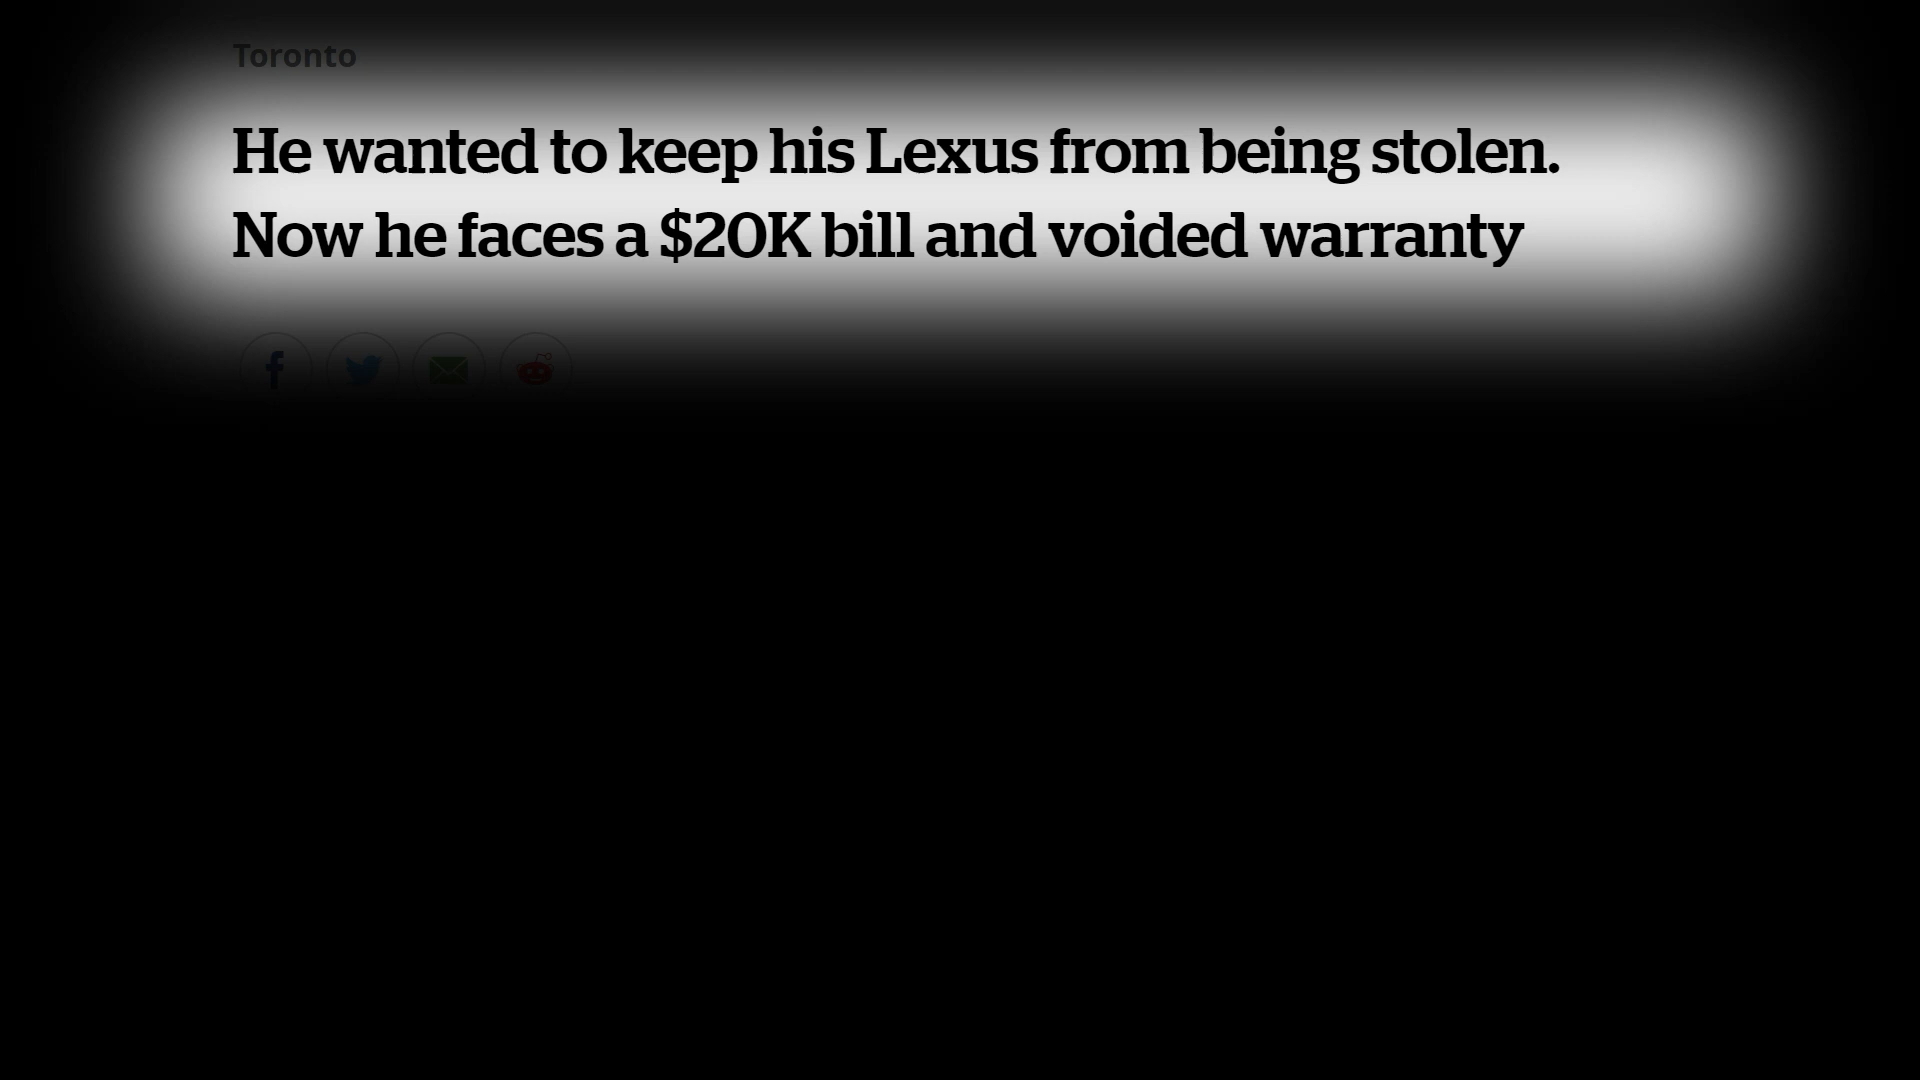 Toronto
He wanted to keep his Lexus from being stolen.
Now he faces a $20K bill and voided warranty